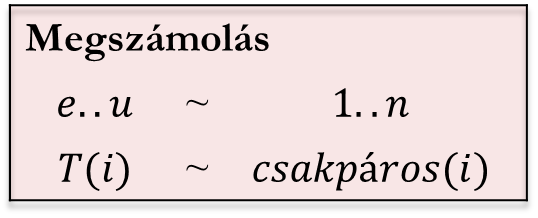 Megszámolás
e..u ~ 1..n
T(i) ~ csakpáros(i)